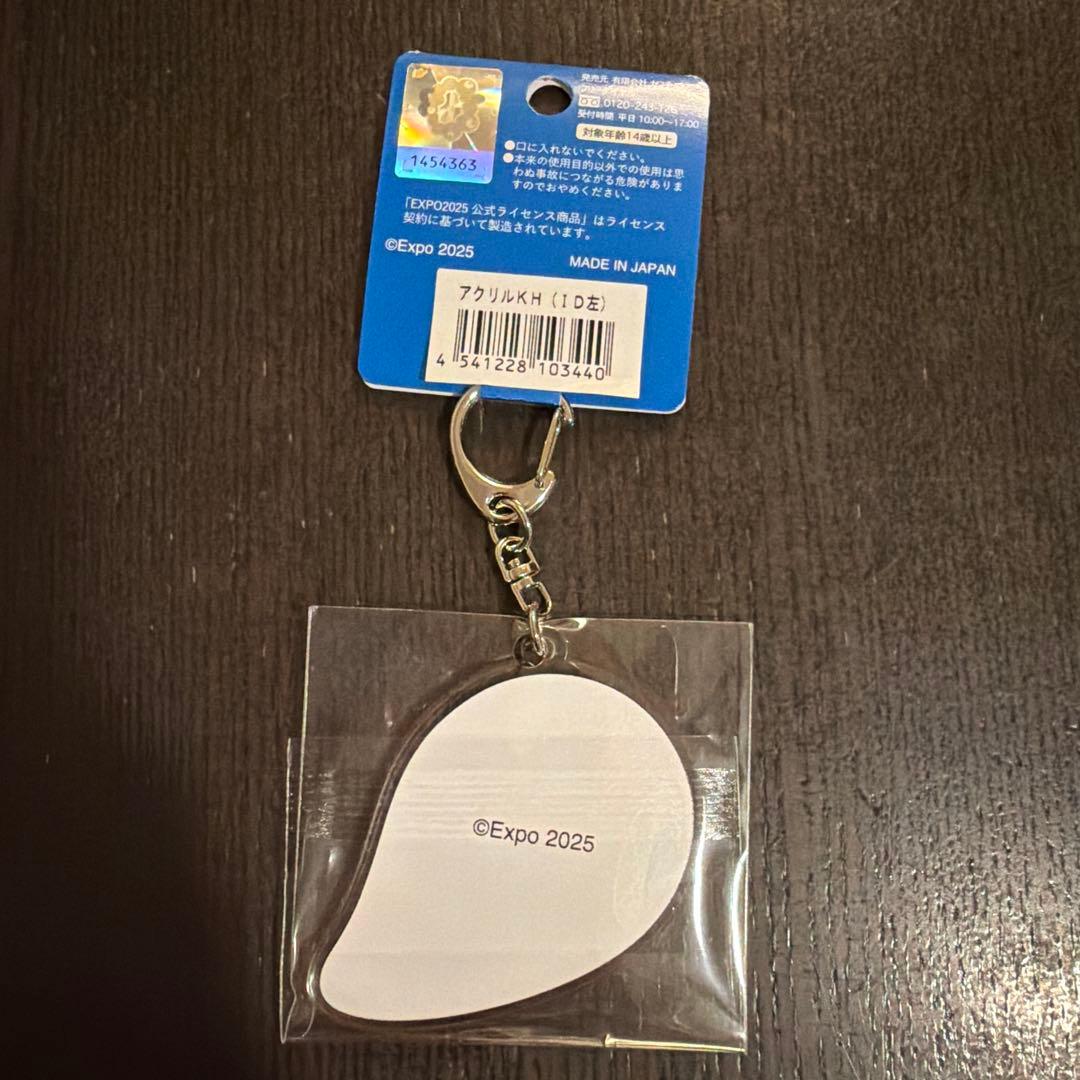 1454363
発売元 有限会社
0120-243-126
受付時間 平日 10:00〜17:00
対象年齢14歳以上
●口に入れないでください。
●本来の使用目的以外での使用は思
わぬ事故につながる危険がありま
すのでおやめください。
「EXPO2025 公式ライセンス商品」はライセンス
契約に基づいて製造されています。
©Expo 2025
MADE IN JAPAN
アクリルKH(ID左)
4 541228 103440
©Expo 2025